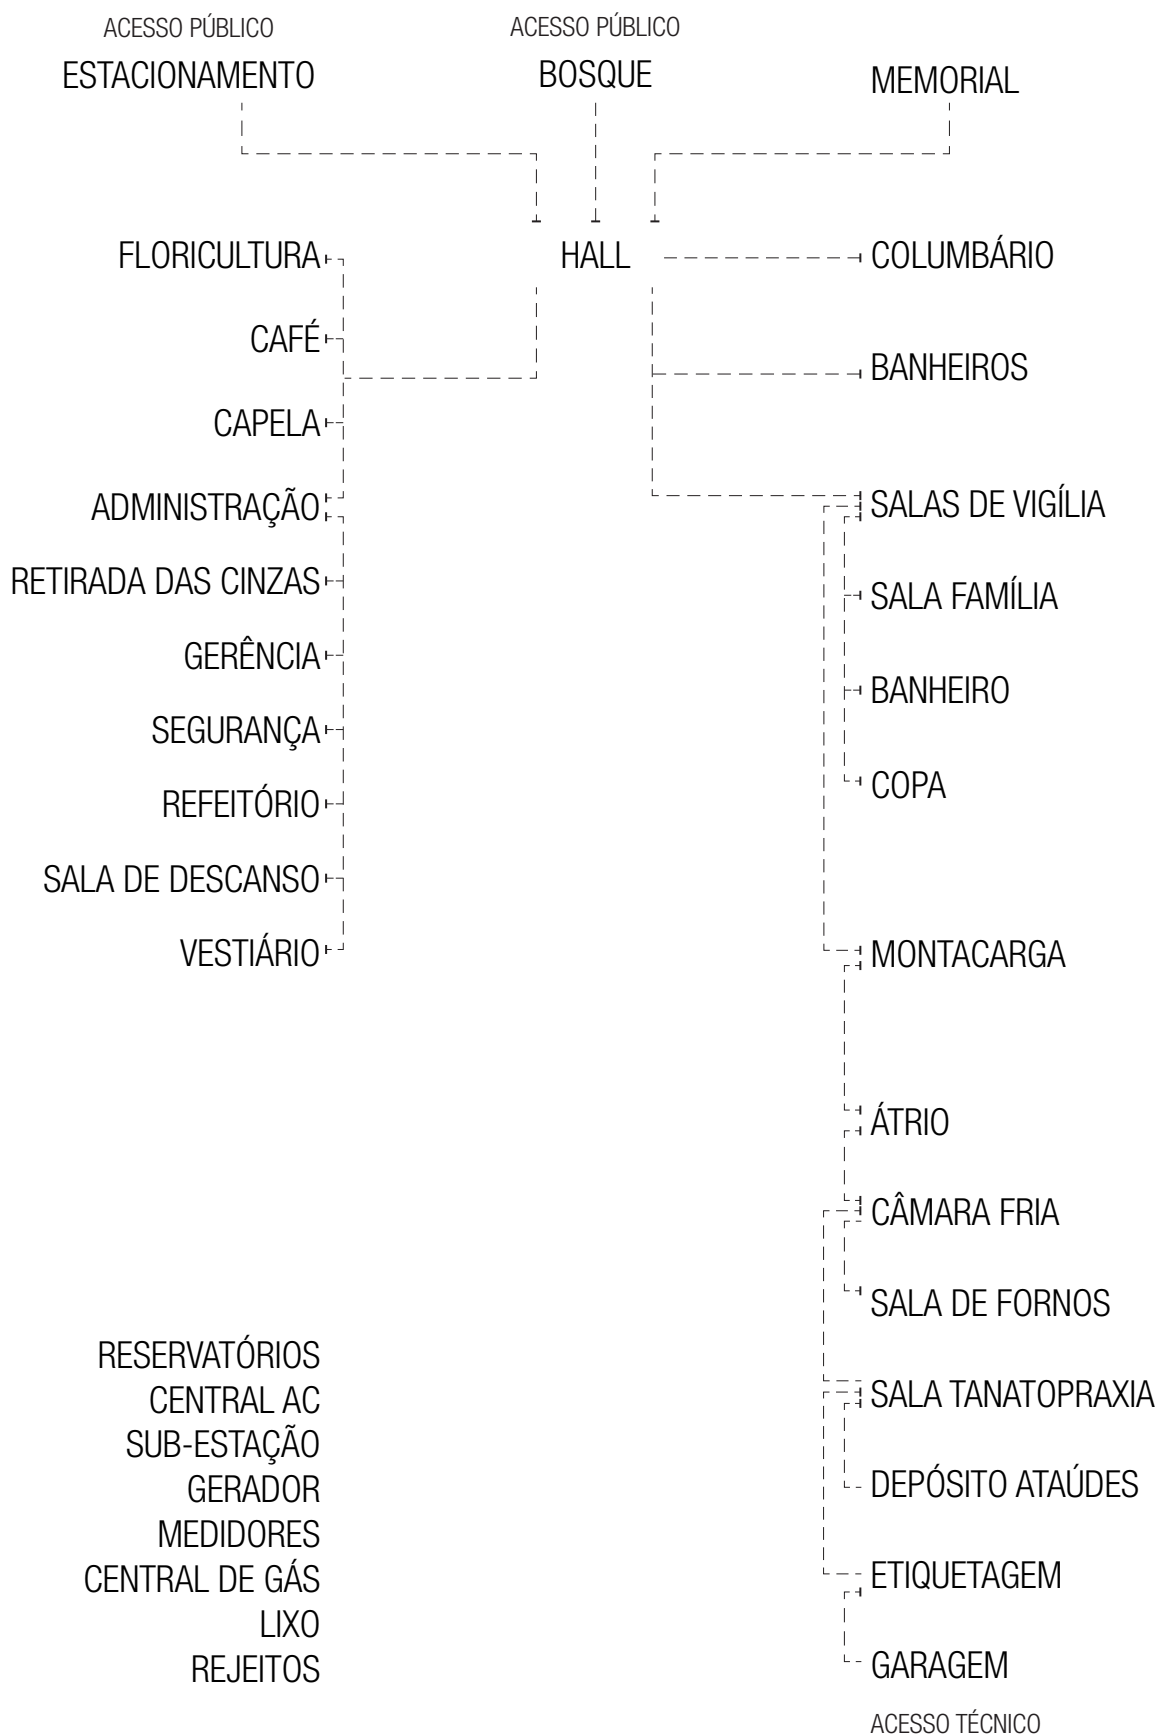 ACESSO PÚBLICO
ESTACIONAMENTO
ACESSO PÚBLICO
BOSQUE
MEMORIAL
HALL
FLORICULTURA
CAFÉ
CAPELA
ADMINISTRAÇÃO
RETIRADA DAS CINZAS
GERÊNCIA
SEGURANÇA
REFEITÓRIO
SALA DE DESCANSO
VESTIÁRIO
COLUMBÁRIO
BANHEIROS
SALAS DE VIGÍLIA
SALA FAMÍLIA
BANHEIRO
COPA
MONTACARGA
ÁTRIO
CÂMARA FRIA
SALA DE FORNOS
SALA TANATOPRAXIA
DEPÓSITO ATAÚDES
ETIQUETAGEM
GARAGEM
ACESSO TÉCNICO
RESERVATÓRIOS
CENTRAL AC
SUB-ESTAÇÃO
GERADOR
MEDIDORES
CENTRAL DE GÁS
LIXO
REJEITOS